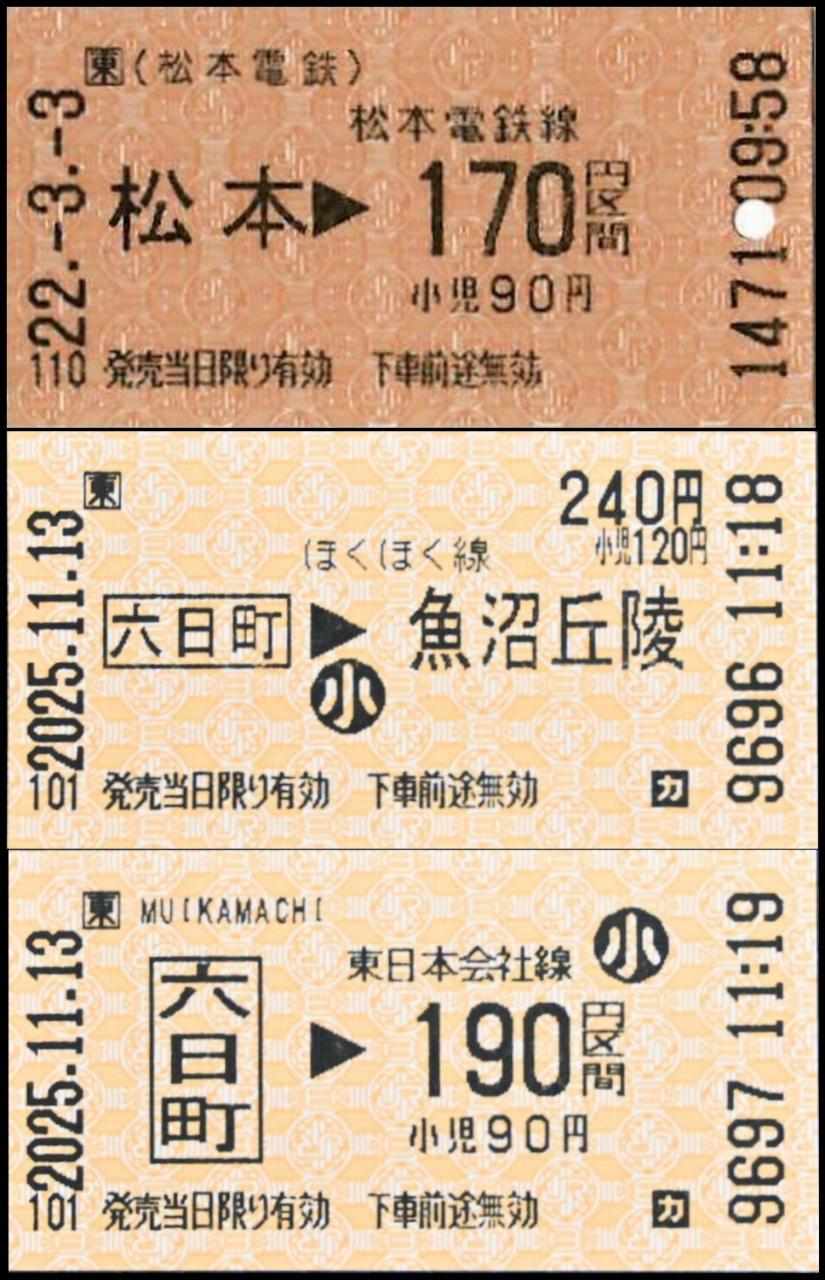 東(松本電鉄)
松本電鉄線
松本▶170円区間
小児90円
22.-3.-3
110 発売当日限り有効 下車前途無効
1471 09:58
東
240円
小児120円
ほくほく線
六日町▶魚沼丘陵
小
2025.11.13
101 発売当日限り有効 下車前途無効 カ
9696 11:18
東 MUIKAMACHI
東日本会社線 小
六日町▶190円区間
小児90円
2025.11.13
101 発売当日限り有効 下車前途無効 カ
9697 11:19